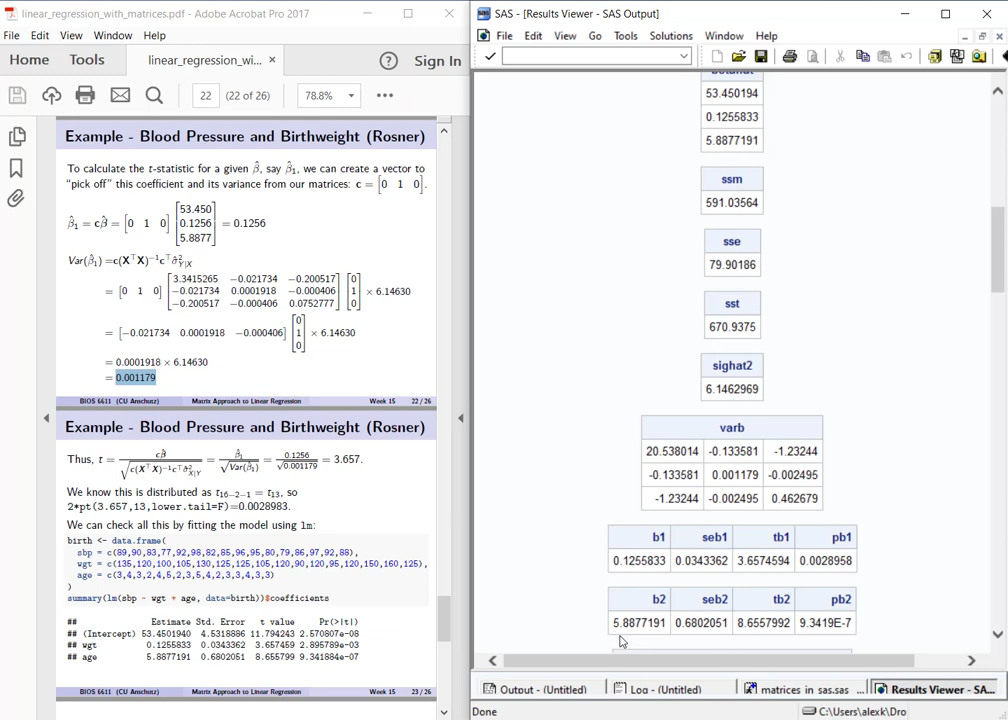 linear_regression_with_matrices.pdf - Adobe Acrobat Pro 2017
File Edit View Window Help
Home Tools linear_regression_wi... × Sign In
22 (22 of 26) 78.8%
Example - Blood Pressure and Birthweight (Rosner)
To calculate the t-statistic for a given β̂, say β̂₁, we can create a vector to
“pick off” this coefficient and its variance from our matrices: c = [0 1 0].
β̂₁ = cβ̂ = [0 1 0] [53.450 0.1256 5.8877] = 0.1256
Var(β̂₁) =c(X⊤X)⁻¹c⊤σ̂²Y|X
= [0 1 0] [3.3415265 −0.021734 −0.200517
−0.021734 0.0001918 −0.000406
−0.200517 −0.000406 0.0752777] [0 1 0] × 6.14630
= [−0.021734 0.0001918 −0.000406] [0 1 0] × 6.14630
= 0.0001918 × 6.14630
= 0.001179
BIOS 6611 (CU Anschutz) Matrix Approach to Linear Regression Week 15 22 / 26
Example - Blood Pressure and Birthweight (Rosner)
Thus, t = cβ̂ / √c(X⊤X)⁻¹c⊤σ̂²X|Y = β̂₁ / √Var(β̂₁) = 0.1256 / √0.001179 = 3.657.
We know this is distributed as t₁₆₋₂₋₁ = t₁₃, so
2*pt(3.657,13,lower.tail=F)=0.0028983.
We can check all this by fitting the model using lm:
birth <- data.frame(
sbp = c(89,90,83,77,92,98,82,85,96,95,80,79,86,97,92,88),
wgt = c(135,120,100,105,130,125,125,105,120,90,120,95,120,150,160,125),
age = c(3,4,3,2,4,5,2,3,5,4,2,3,3,4,3,3)
)
summary(lm(sbp ~ wgt + age, data=birth))$coefficients
## Estimate Std. Error t value Pr(>|t|)
## (Intercept) 53.4501940 4.5318886 11.794243 2.570807e-08
## wgt 0.1255833 0.0343362 3.657459 2.895789e-03
## age 5.8877191 0.6802051 8.655799 9.341884e-07
BIOS 6611 (CU Anschutz) Matrix Approach to Linear Regression Week 15 23 / 26
SAS - [Results Viewer - SAS Output]
File Edit View Go Tools Solutions Window Help
betahat
53.450194
0.1255833
5.8877191
ssm
591.03564
sse
79.90186
sst
670.9375
sighat2
6.1462969
varb
20.538014 -0.133581 -1.23244
-0.133581 0.001179 -0.002495
-1.23244 -0.002495 0.462679
b1 seb1 tb1 pb1
0.1255833 0.0343362 3.6574594 0.0028958
b2 seb2 tb2 pb2
5.8877191 0.6802051 8.6557992 9.3419E-7
Output - (Untitled) Log - (Untitled) matrices in sas.sas ... Results Viewer - SA...
Done C:\Users\alexk\Dro